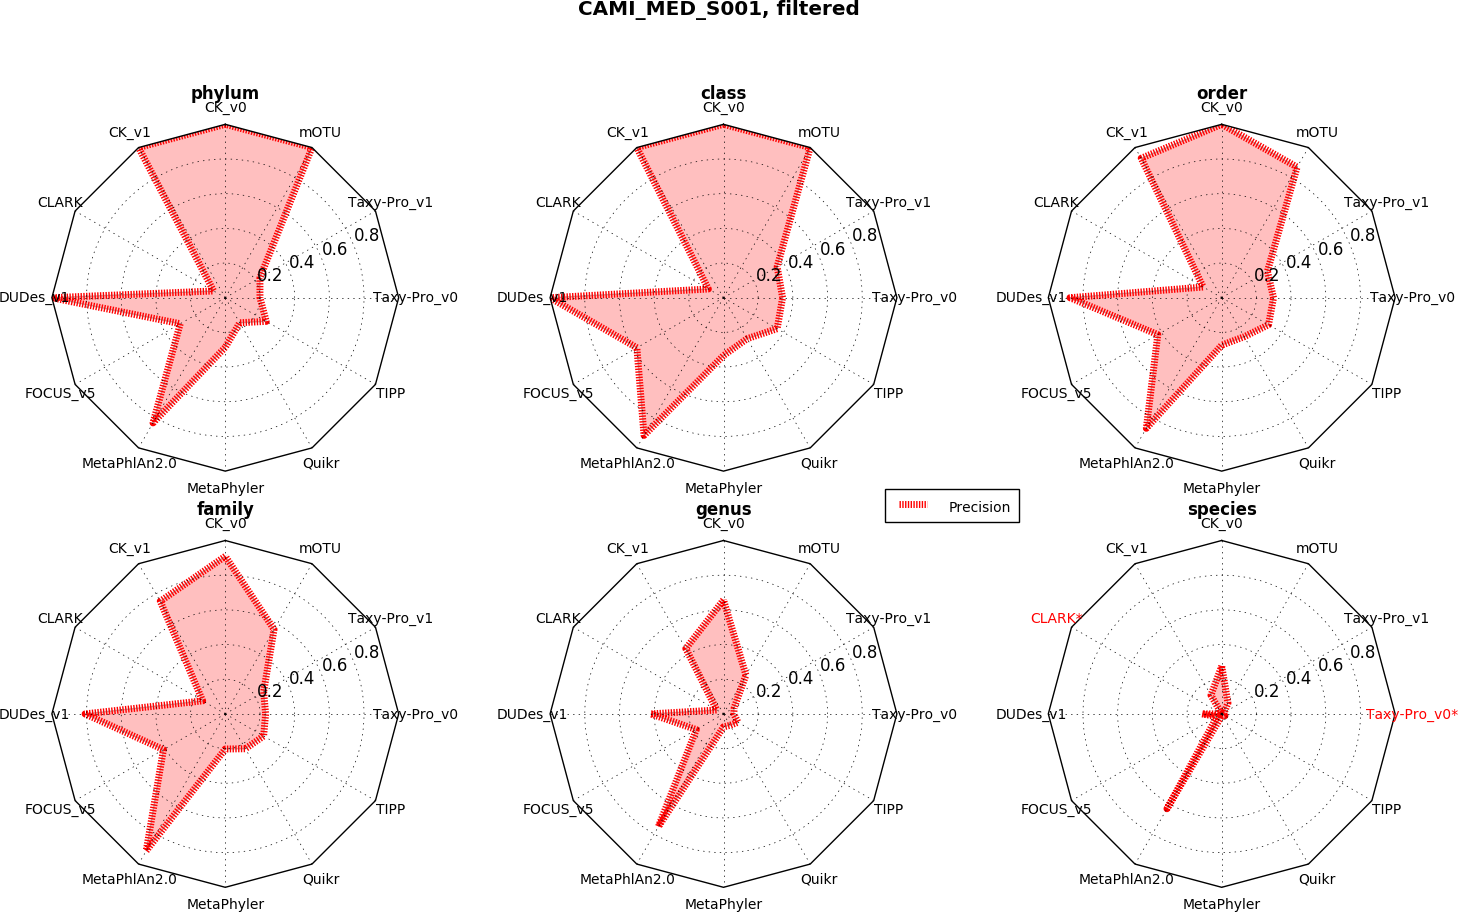 CAMI_MED_S001, filtered
phylum
CK_v0
CK_v1
mOTU
CLARK
Taxy-Pro_v1
0.8
0.6
0.4
0.2
DUDes_v1
Taxy-Pro_v0
FOCUS_v5
TIPP
MetaPhlAn2.0
Quikr
MetaPhyler
class
CK_v0
CK_v1
mOTU
CLARK
Taxy-Pro_v1
0.8
0.6
0.4
0.2
DUDes_v1
Taxy-Pro_v0
FOCUS_v5
TIPP
MetaPhlAn2.0
Quikr
MetaPhyler
order
CK_v0
CK_v1
mOTU
CLARK
Taxy-Pro_v1
0.8
0.6
0.4
0.2
DUDes_v1
Taxy-Pro_v0
FOCUS_v5
TIPP
MetaPhlAn2.0
Quikr
MetaPhyler
Precision
family
CK_v0
CK_v1
mOTU
CLARK
Taxy-Pro_v1
0.8
0.6
0.4
0.2
DUDes_v1
Taxy-Pro_v0
FOCUS_v5
TIPP
MetaPhlAn2.0
Quikr
MetaPhyler
genus
CK_v0
CK_v1
mOTU
CLARK
Taxy-Pro_v1
0.8
0.6
0.4
0.2
DUDes_v1
Taxy-Pro_v0
FOCUS_v5
TIPP
MetaPhlAn2.0
Quikr
MetaPhyler
species
CK_v0
CK_v1
mOTU
CLARK*
Taxy-Pro_v1
0.8
0.6
0.4
0.2
DUDes_v1
Taxy-Pro_v0*
FOCUS_v5
TIPP
MetaPhlAn2.0
Quikr
MetaPhyler